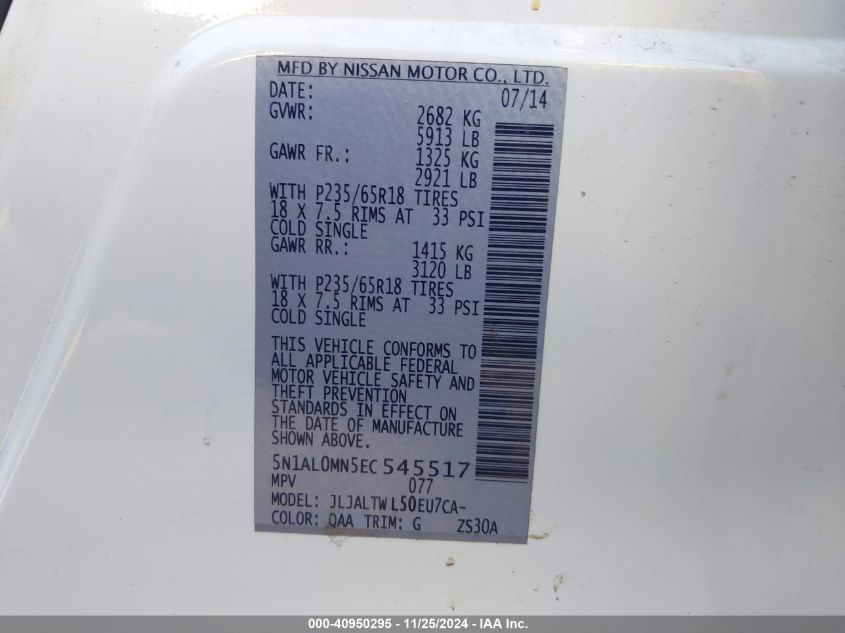 MFD BY NISSAN MOTOR CO., LTD.
DATE: 07/14
GVWR: 2682 KG
5913 LB
GAWR FR.: 1325 KG
2921 LB
WITH P235/65R18 TIRES
18 X 7.5 RIMS AT 33 PSI
COLD SINGLE
GAWR RR.: 1415 KG
3120 LB
WITH P235/65R18 TIRES
18 X 7.5 RIMS AT 33 PSI
COLD SINGLE
THIS VEHICLE CONFORMS TO
ALL APPLICABLE FEDERAL
MOTOR VEHICLE SAFETY AND
THEFT PREVENTION
STANDARDS IN EFFECT ON
THE DATE OF MANUFACTURE
SHOWN ABOVE.
5N1AL0MN5EC545517
MPV 077
MODEL: JLJALTWL50EU7CA-
COLOR: QAA TRIM: G ZS30A
000-40950295 - 11/25/2024 - IAA Inc.